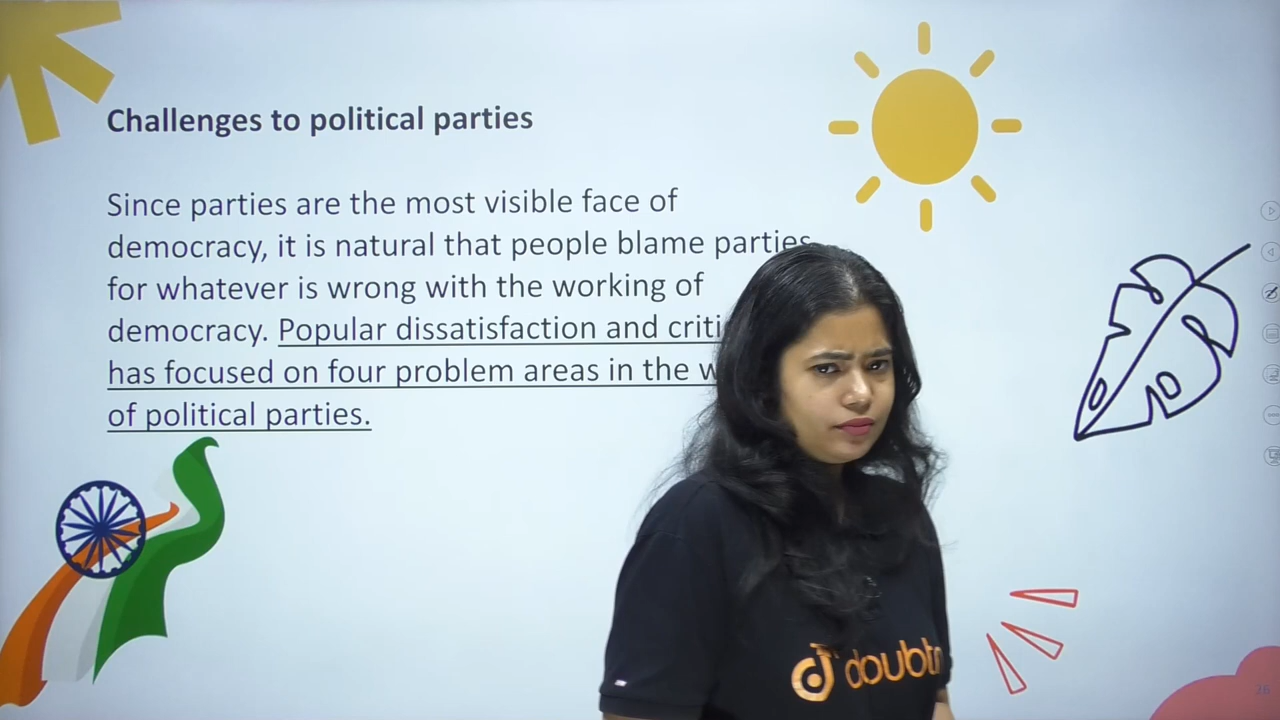 Challenges to political parties
Since parties are the most visible face of
democracy, it is natural that people blame parties
for whatever is wrong with the working of
democracy. Popular dissatisfaction and
has focused on four problem areas in the
of political parties.
26